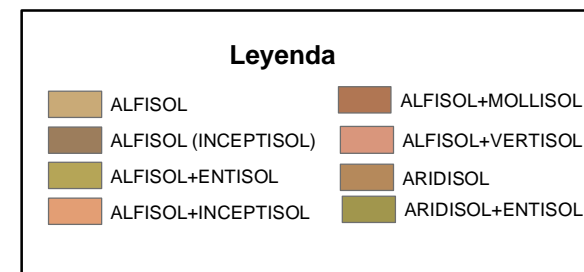 Leyenda
ALFISOL
ALFISOL (INCEPTISOL)
ALFISOL+ENTISOL
ALFISOL+INCEPTISOL
ALFISOL+MOLLISOL
ALFISOL+VERTISOL
ARIDISOL
ARIDISOL+ENTISOL